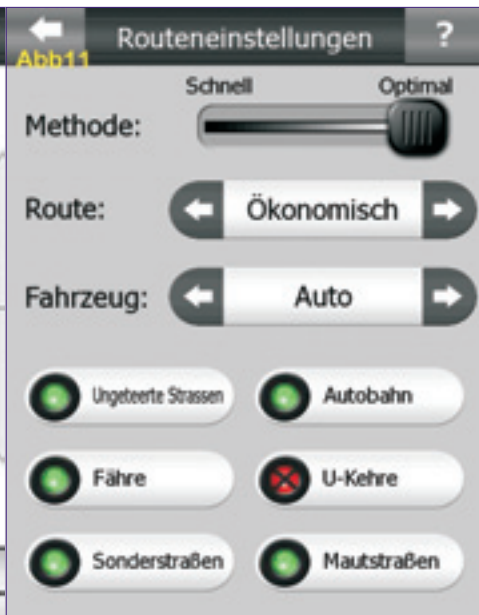 Routeneinstellungen ?
Abb11
Schnell Optimal
Methode:
Route: Ökonomisch
Fahrzeug: Auto
Ungeteerte Strassen Autobahn
Fähre U-Kehre
Sonderstraßen Mautstraßen